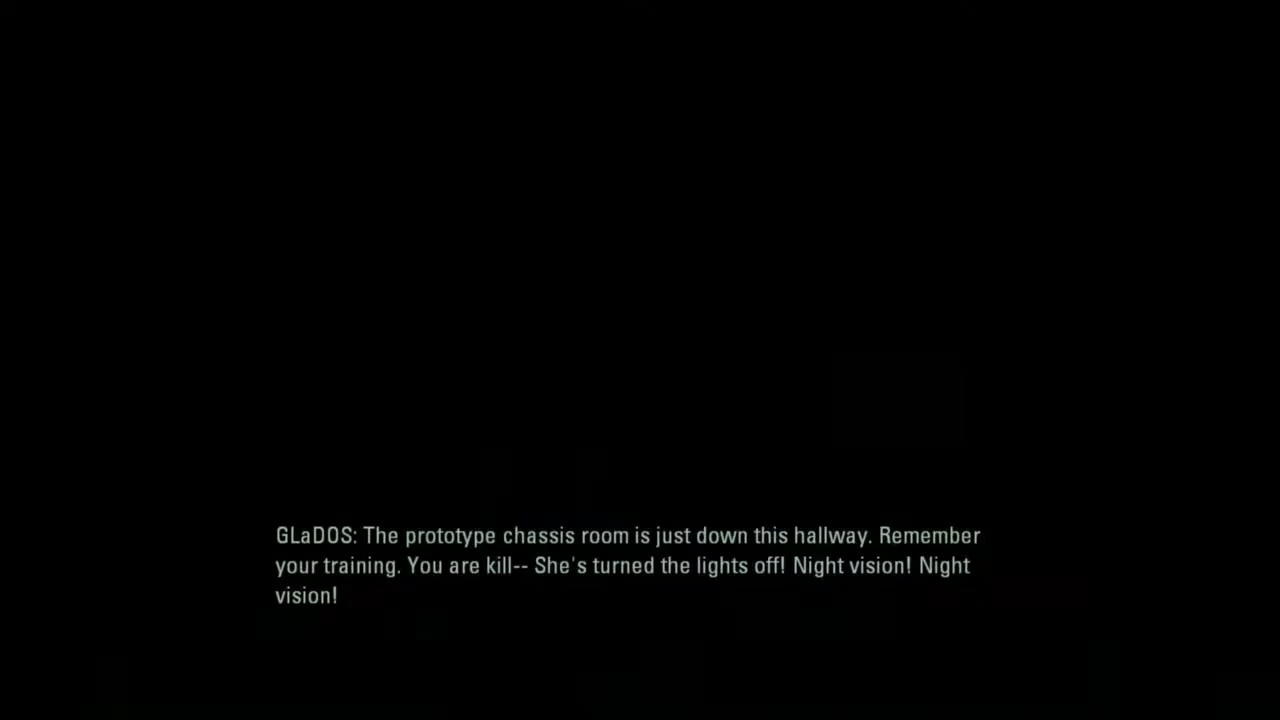 GLaDOS: The prototype chassis room is just down this hallway. Remember
your training. You are kill-- She's turned the lights off! Night vision! Night
vision!